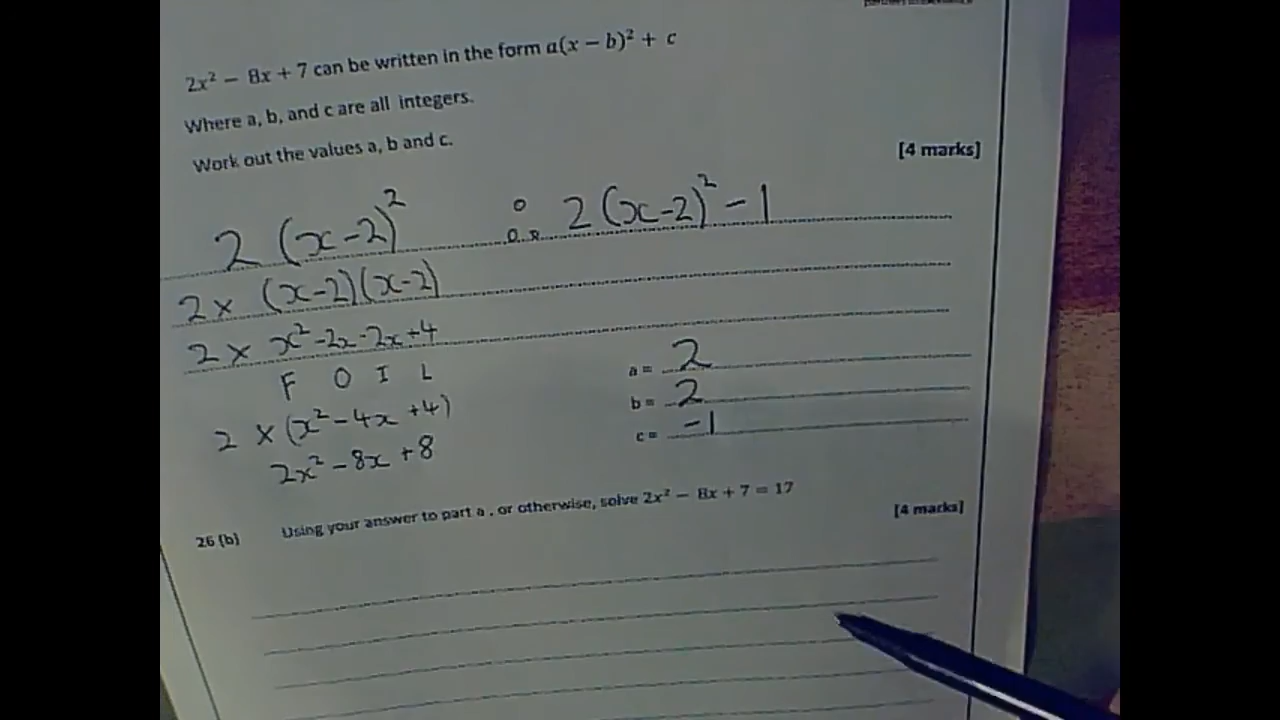 2x² − 8x + 7 can be written in the form a(x − b)² + c
Where a, b, and c are all integers.
Work out the values a, b and c.
[4 marks]
2 (x-2)² ∴ 2 (x-2)² - 1
2 × (x-2)(x-2)
2 × x² - 2x - 2x + 4
F O I L
2 × (x² - 4x + 4)
2x² - 8x + 8
a = 2
b = 2
c = -1
26 (b) Using your answer to part a , or otherwise, solve 2x² − 8x + 7 = 17
[4 marks]